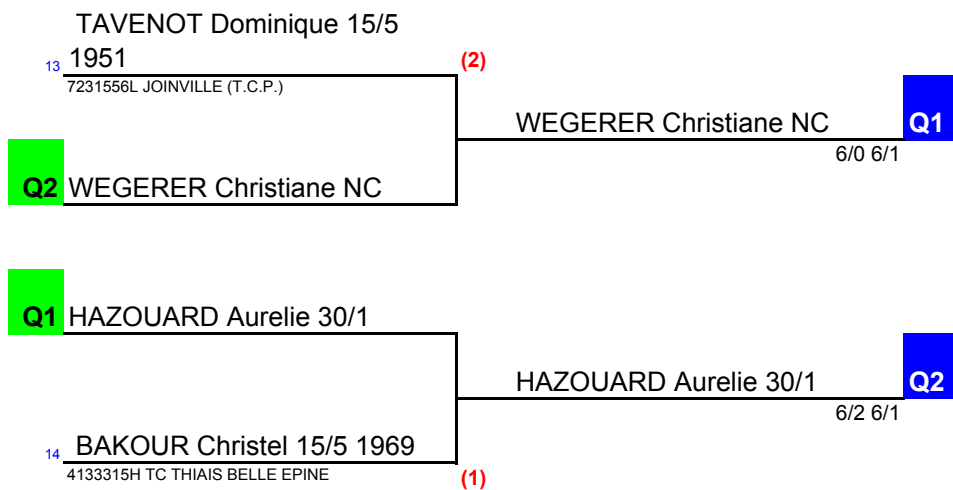 TAVENOT Dominique 15/5
13 1951 (2)
7231556L JOINVILLE (T.C.P.)
WEGERER Christiane NC Q1
6/0 6/1
Q2 WEGERER Christiane NC
Q1 HAZOUARD Aurelie 30/1
HAZOUARD Aurelie 30/1 Q2
6/2 6/1
14 BAKOUR Christel 15/5 1969
4133315H TC THIAIS BELLE EPINE (1)